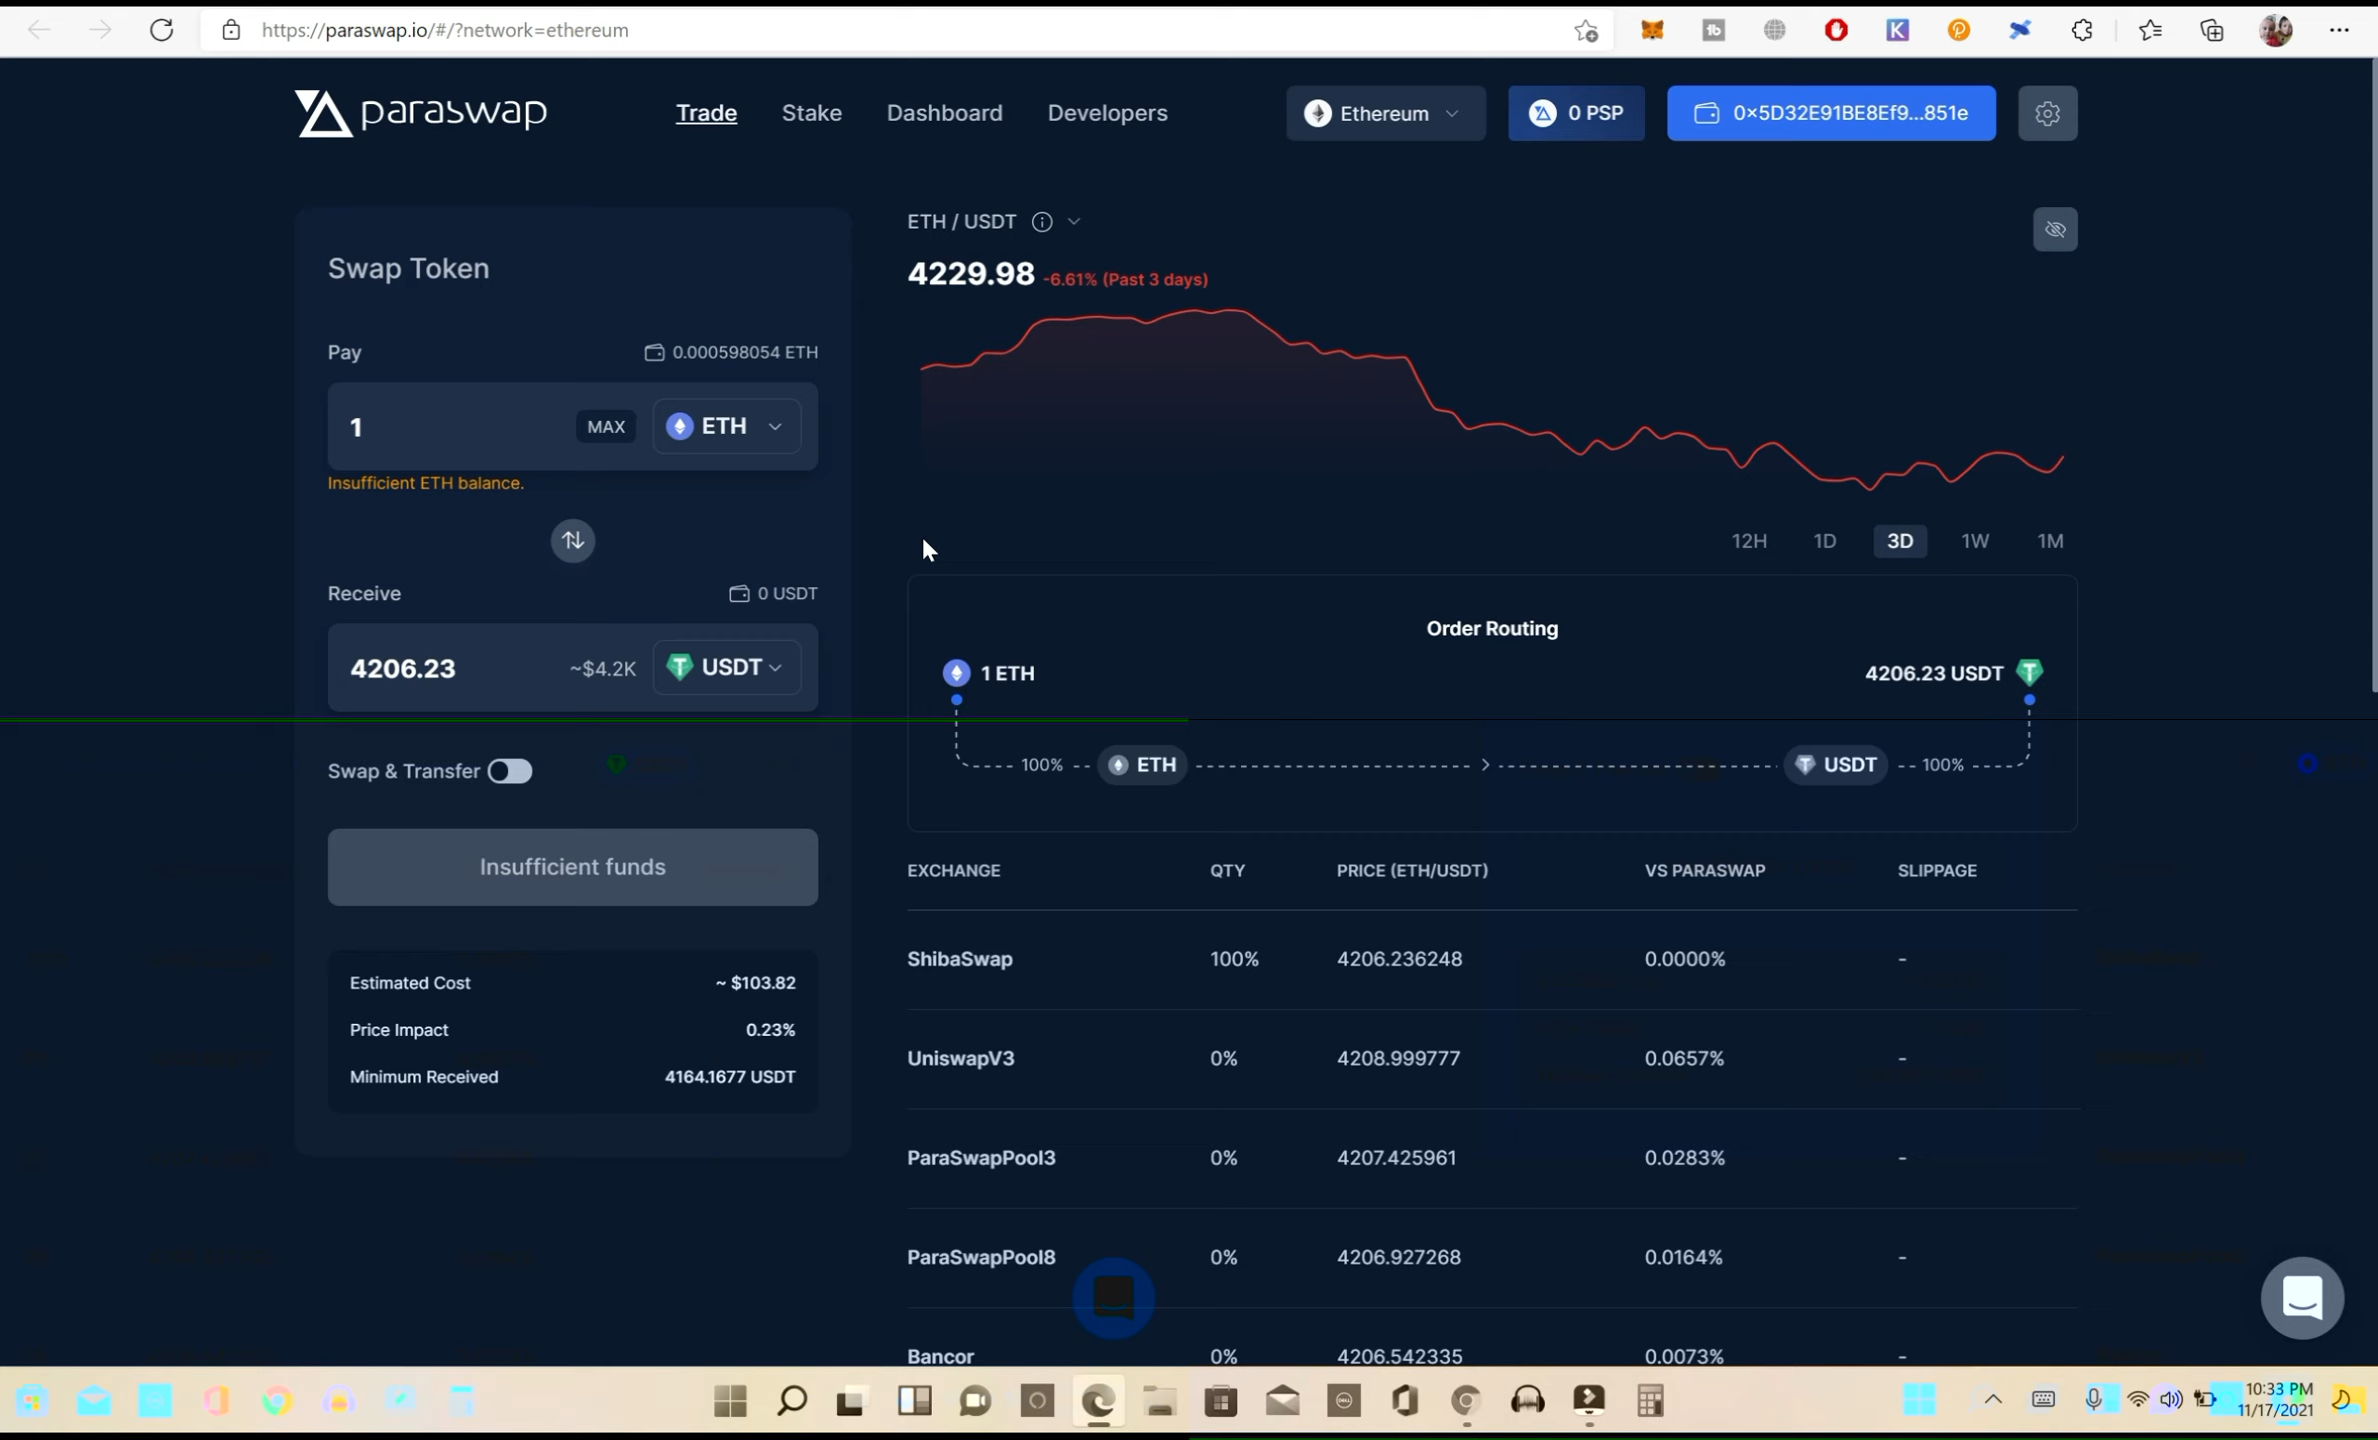 https://paraswap.io/#/?network=ethereum
paraswap
Trade
Stake
Dashboard
Developers
Ethereum
0 PSP
0×5D32E91BE8Ef9...851e
Swap Token
Pay
0.000598054 ETH
1
MAX
ETH
Insufficient ETH balance.
Receive
0 USDT
4206.23
~$4.2K
USDT
Swap & Transfer
Insufficient funds
Estimated Cost
~ $103.82
Price Impact
0.23%
Minimum Received
4164.1677 USDT
ETH / USDT
4229.98 -6.61% (Past 3 days)
12H 1D 3D 1W 1M
Order Routing
1 ETH
4206.23 USDT
100%
ETH
USDT
100%
EXCHANGE QTY PRICE (ETH/USDT) VS PARASWAP SLIPPAGE
ShibaSwap 100% 4206.236248 0.0000% -
UniswapV3 0% 4208.999777 0.0657% -
ParaSwapPool3 0% 4207.425961 0.0283% -
ParaSwapPool8 0% 4206.927268 0.0164% -
Bancor 0% 4206.542335 0.0073% -
10:33 PM
11/17/2021